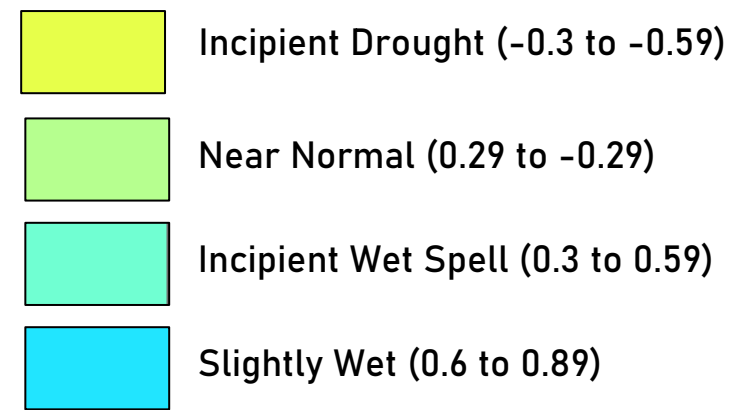 Incipient Drought (-0.3 to -0.59)
Near Normal (0.29 to -0.29)
Incipient Wet Spell (0.3 to 0.59)
Slightly Wet (0.6 to 0.89)